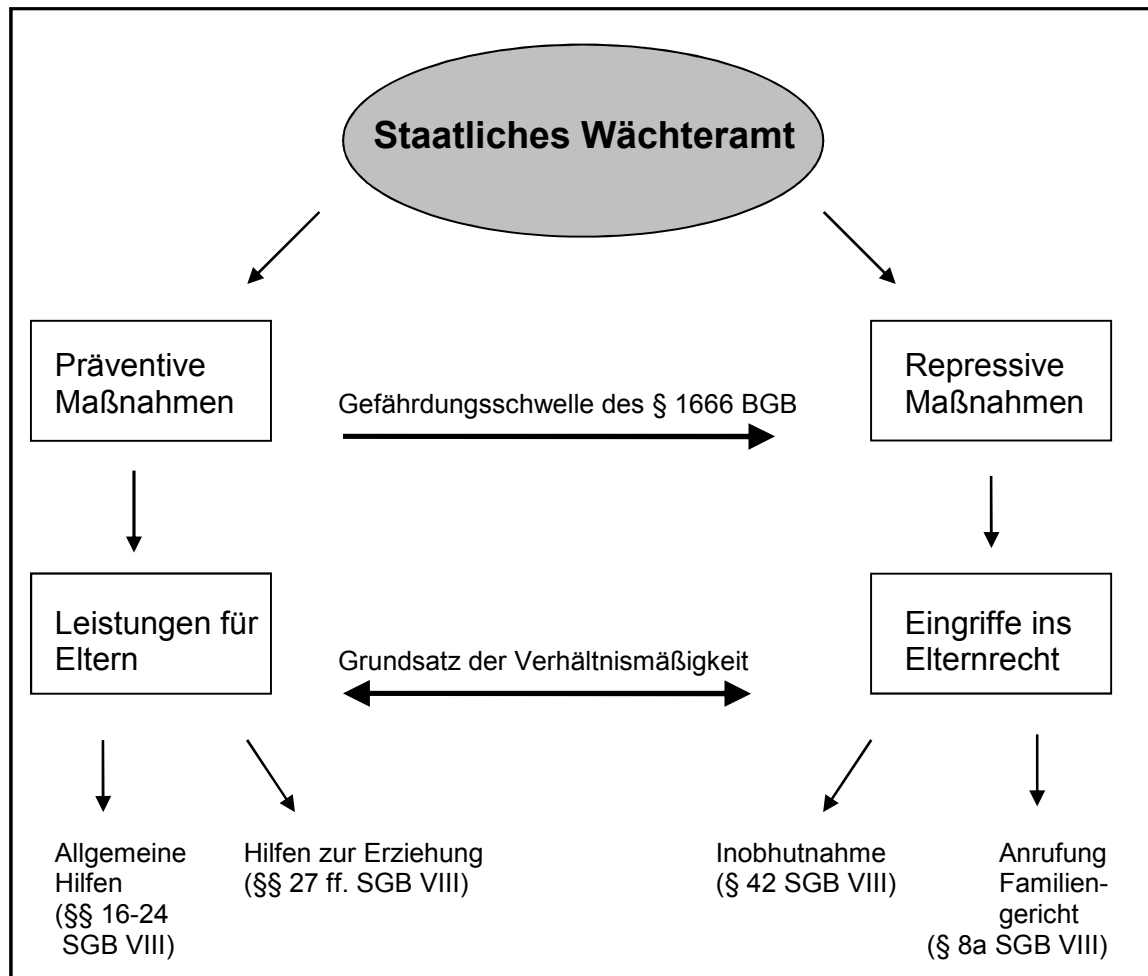 Staatliches Wächteramt
Präventive
Maßnahmen
Gefährdungsschwelle des § 1666 BGB
Repressive
Maßnahmen
Leistungen für
Eltern
Grundsatz der Verhältnismäßigkeit
Eingriffe ins
Elternrecht
Allgemeine
Hilfen
(§§ 16-24
SGB VIII)
Hilfen zur Erziehung
(§§ 27 ff. SGB VIII)
Inobhutnahme
(§ 42 SGB VIII)
Anrufung
Familien-
gericht
(§ 8a SGB VIII)